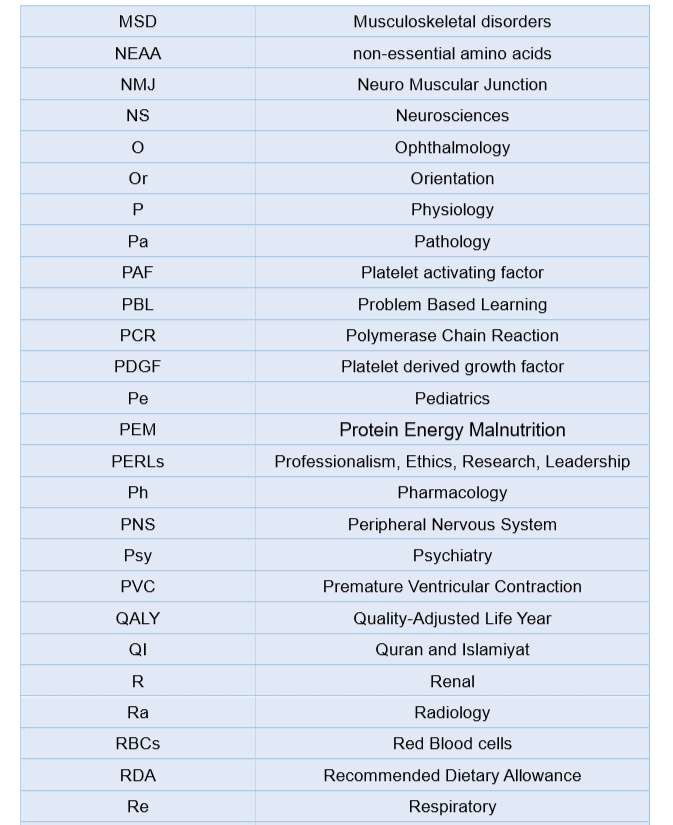 MSD Musculoskeletal disorders
NEAA non-essential amino acids
NMJ Neuro Muscular Junction
NS Neurosciences
O Ophthalmology
Or Orientation
P Physiology
Pa Pathology
PAF Platelet activating factor
PBL Problem Based Learning
PCR Polymerase Chain Reaction
PDGF Platelet derived growth factor
Pe Pediatrics
PEM Protein Energy Malnutrition
PERLs Professionalism, Ethics, Research, Leadership
Ph Pharmacology
PNS Peripheral Nervous System
Psy Psychiatry
PVC Premature Ventricular Contraction
QALY Quality-Adjusted Life Year
QI Quran and Islamiyat
R Renal
Ra Radiology
RBCs Red Blood cells
RDA Recommended Dietary Allowance
Re Respiratory